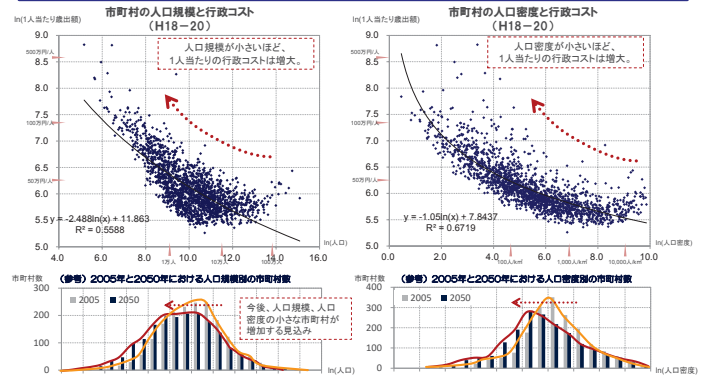 市町村の人口規模と行政コスト
（H18－20）
ln(1人当たり歳出額)
人口規模が小さいほど、
1人当たりの行政コストは増大。
9.0
500万円/人
8.5
8.0
7.5
100万円/人
7.0
6.5
50万円/人
6.0
5.5
5.0
y = -2.488ln(x) + 11.863
R² = 0.5588
4.0
6.0
8.0
10.0
12.0
14.0
16.0
ln(人口)
1万人
10万人
100万人
市町村の人口密度と行政コスト
（H18－20）
ln(1人当たり歳出額)
人口密度が小さいほど、
1人当たりの行政コストは増大。
9.0
500万円/人
8.5
8.0
7.5
100万円/人
7.0
6.5
50万円/人
6.0
5.5
5.0
y = -1.05ln(x) + 7.8437
R² = 0.6719
0.0
2.0
4.0
6.0
8.0
10.0
ln(人口密度)
100人/k㎡
1,000人/k㎡
10,000人/k㎡
市町村数
（参考）2005年と2050年における人口規模別の市町村数
300
200
100
0
2005
2050
今後、人口規模、人口
密度の小さな市町村が
増加する見込み
ln(人口)
市町村数
（参考）2005年と2050年における人口密度別の市町村数
400
300
200
100
0
2005
2050
ln(人口密度)